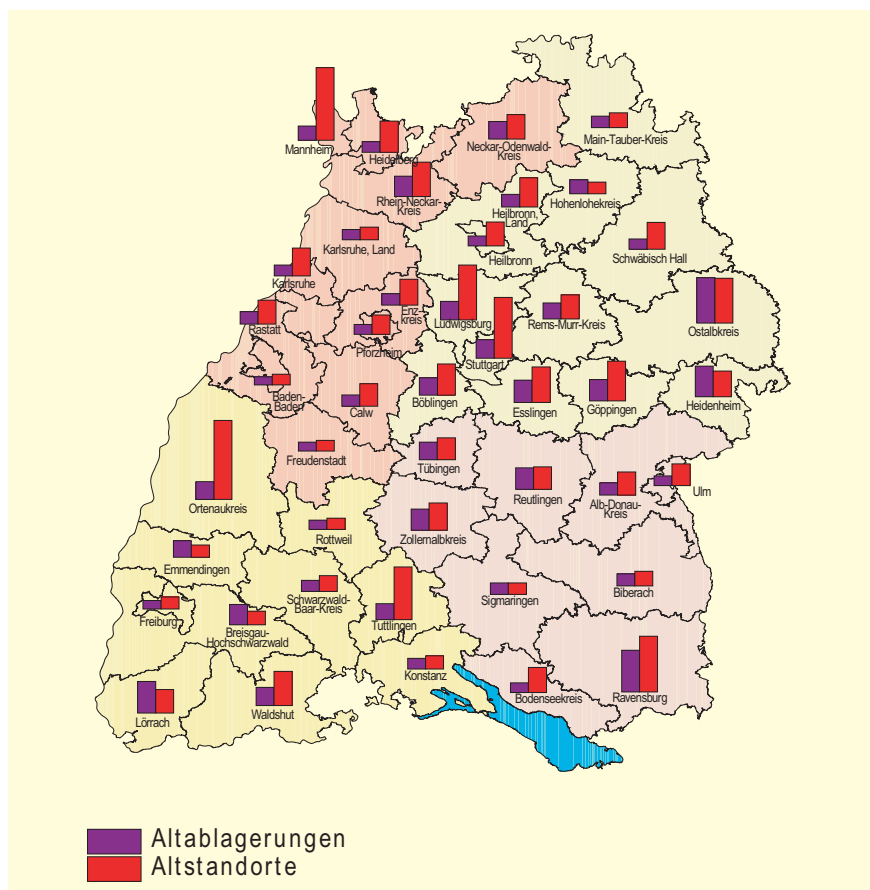 Mannheim
Heidelberg
Neckar-Odenwald-
Kreis
Main-Tauber-Kreis
Rhein-Neckar-
Kreis
Heilbronn,
Land
Hohenlohekreis
Karlsruhe, Land
Heilbronn
Schwäbisch Hall
Karlsruhe
Rastatt
Enz-
kreis
Pforzheim
Ludwigsburg
Stuttgart
Rems-Murr-Kreis
Ostalbkreis
Baden-
Baden
Calw
Böblingen
Esslingen
Göppingen
Heidenheim
Freudenstadt
Tübingen
Reutlingen
Alb-Donau-
Kreis
Ulm
Ortenaukreis
Rottweil
Zollernalbkreis
Emmendingen
Schwarzwald-
Baar-Kreis
Sigmaringen
Biberach
Freiburg
Breisgau-
Hochschwarzwald
Tuttlingen
Konstanz
Bodenseekreis
Ravensburg
Lörrach
Waldshut
Altablagerungen
Altstandorte